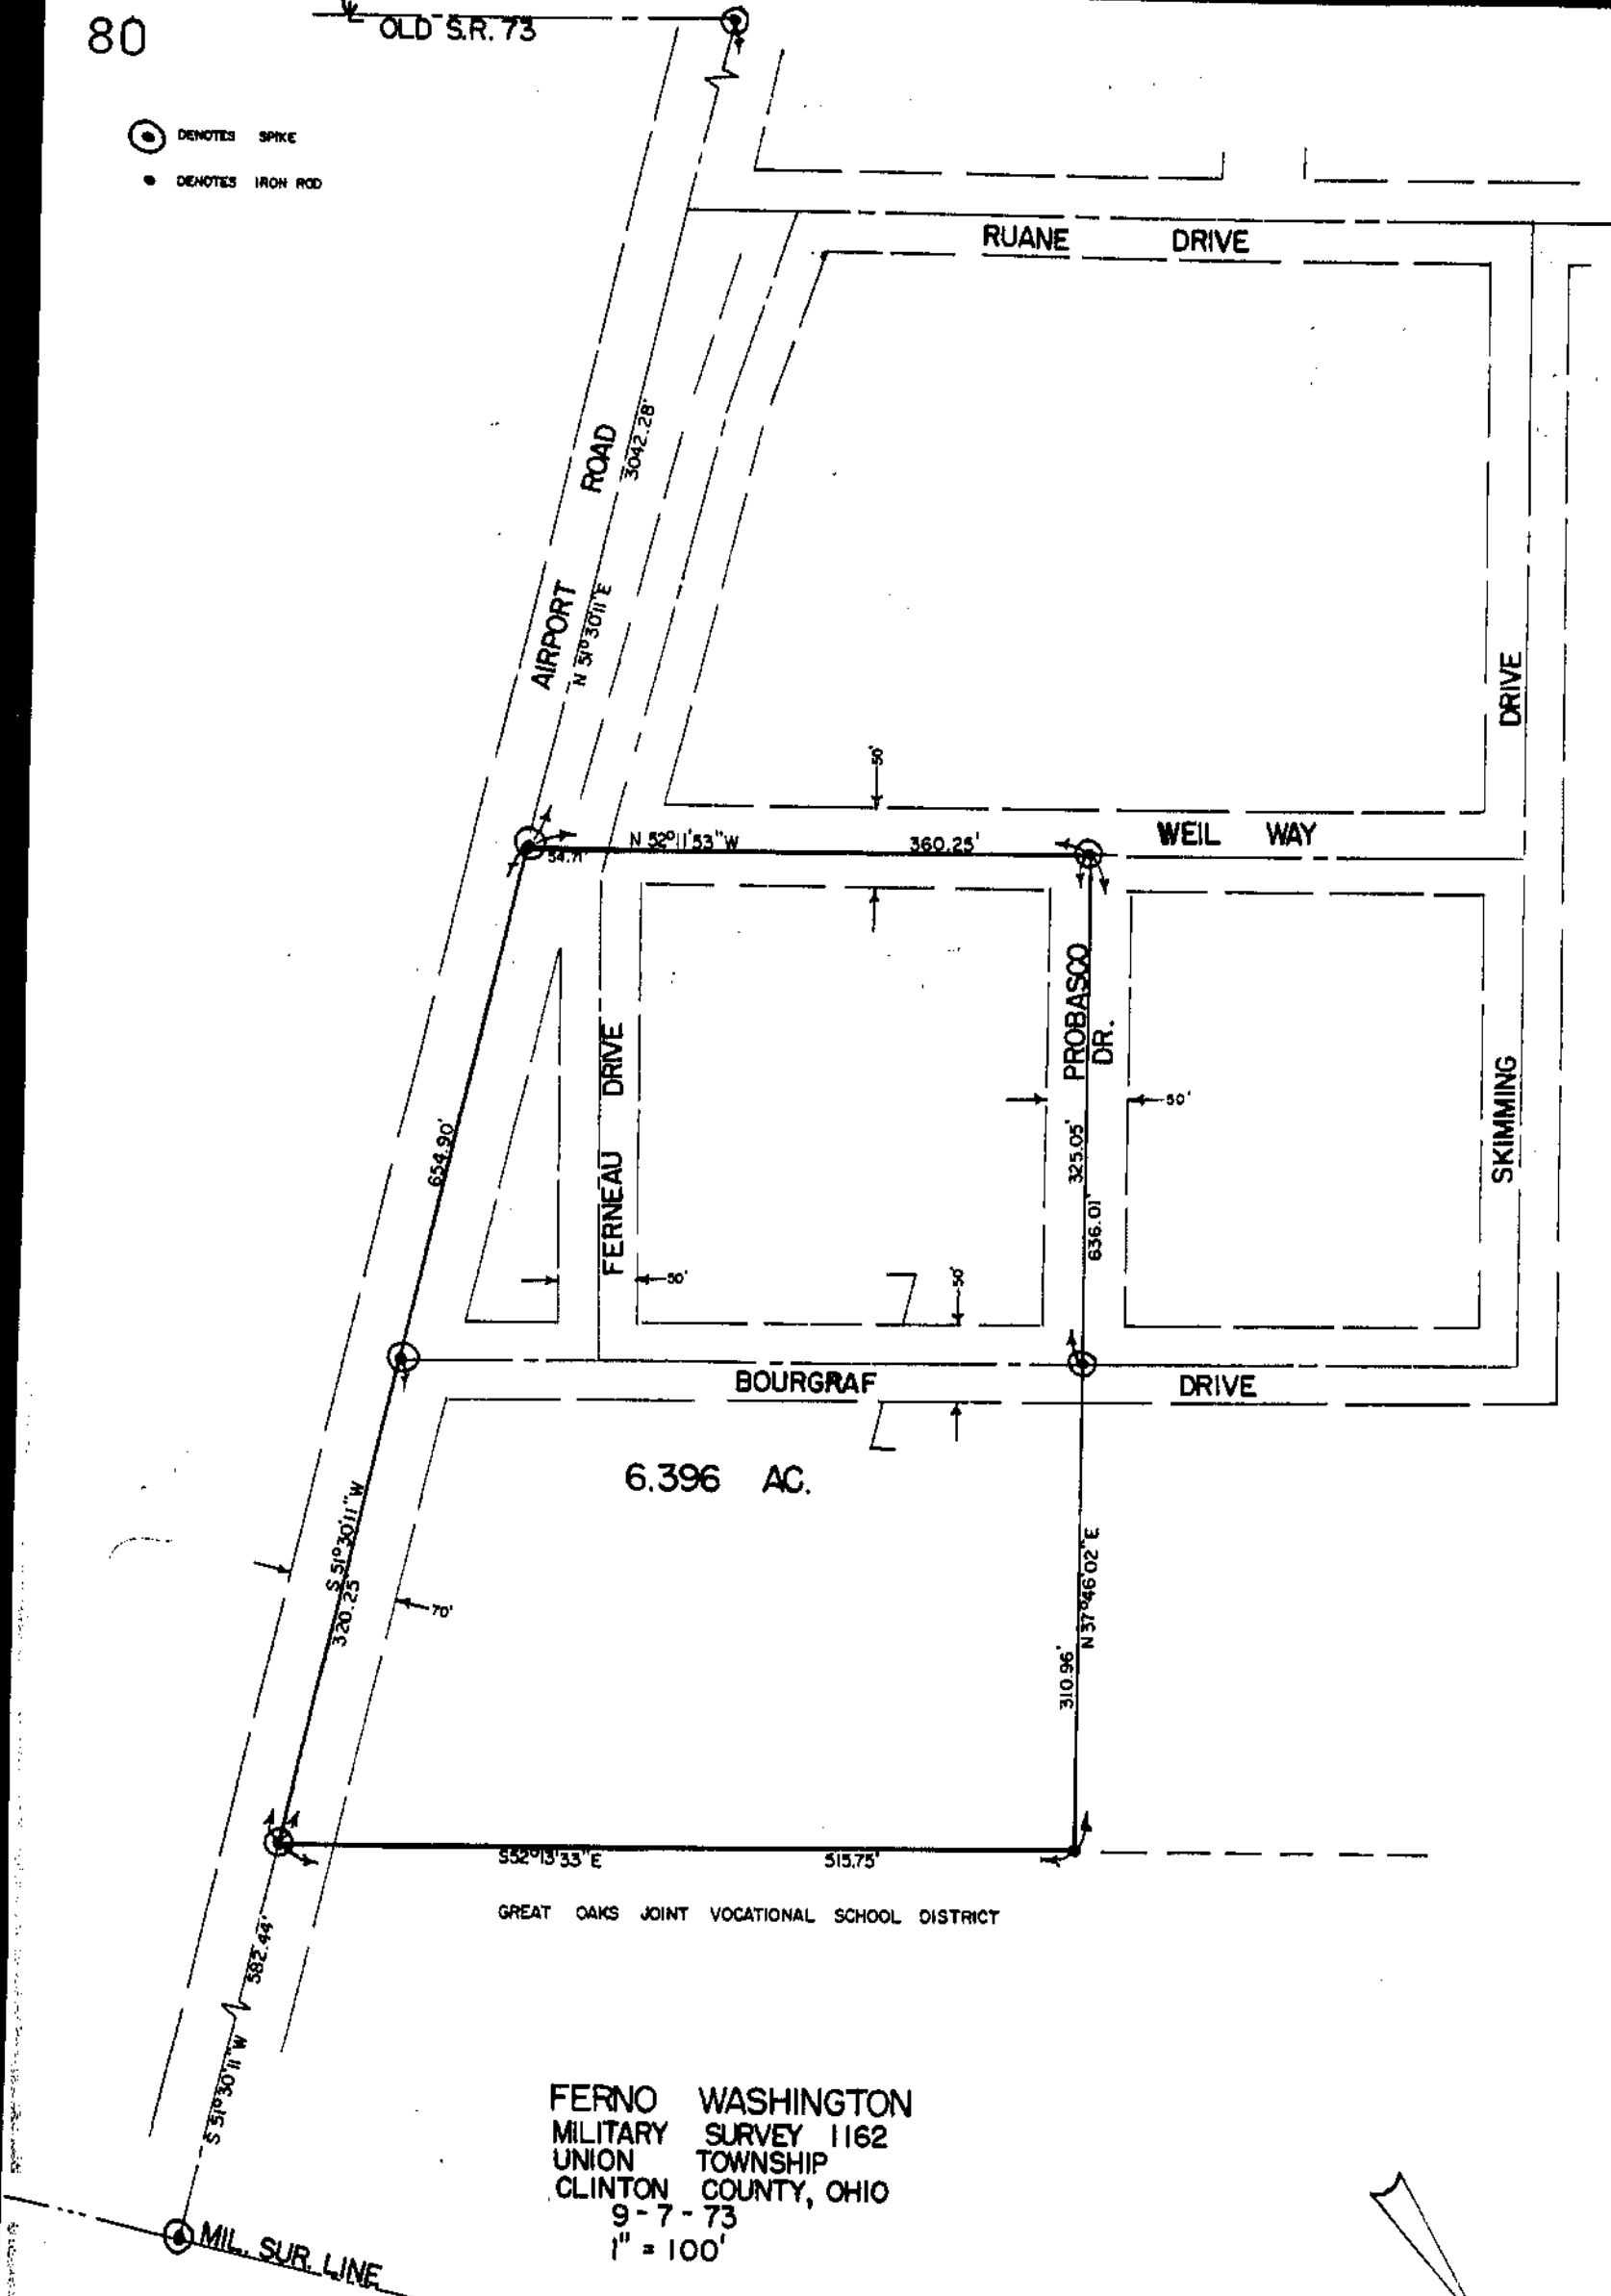 80
OLD S.R. 73
DENOTES SPIKE
DENOTES IRON ROD
RUANE DRIVE
AIRPORT ROAD
3042.28'
N 51°30'11"E
DRIVE
50'
WEIL WAY
N 52°11'53"W 360.25'
54.71'
PROBASCO
DR.
FERNEAU DRIVE
654.90'
50'
325.05'
636.01'
SKIMMING
50'
50'
BOURGRAF DRIVE
6.396 AC.
S 51°30'11"W
320.25'
70'
N 37°46'02"E
310.96'
S52°13'33"E 515.75'
GREAT OAKS JOINT VOCATIONAL SCHOOL DISTRICT
582.44'
S 51°30'11"W
FERNO WASHINGTON
MILITARY SURVEY 1162
UNION TOWNSHIP
CLINTON COUNTY, OHIO
9-7-73
1" = 100'
MIL. SUR. LINE